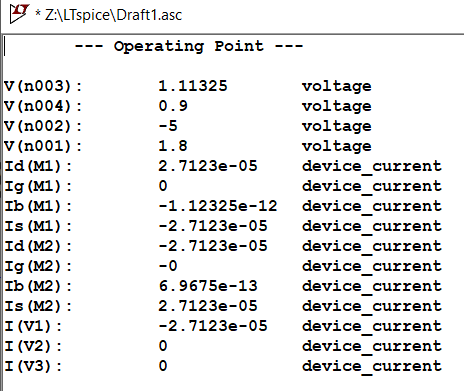 * Z:\LTspice\Draft1.asc
--- Operating Point ---
V(n003): 1.11325 voltage
V(n004): 0.9 voltage
V(n002): -5 voltage
V(n001): 1.8 voltage
Id(M1): 2.7123e-05 device_current
Ig(M1): 0 device_current
Ib(M1): -1.12325e-12 device_current
Is(M1): -2.7123e-05 device_current
Id(M2): -2.7123e-05 device_current
Ig(M2): -0 device_current
Ib(M2): 6.9675e-13 device_current
Is(M2): 2.7123e-05 device_current
I(V1): -2.7123e-05 device_current
I(V2): 0 device_current
I(V3): 0 device_current